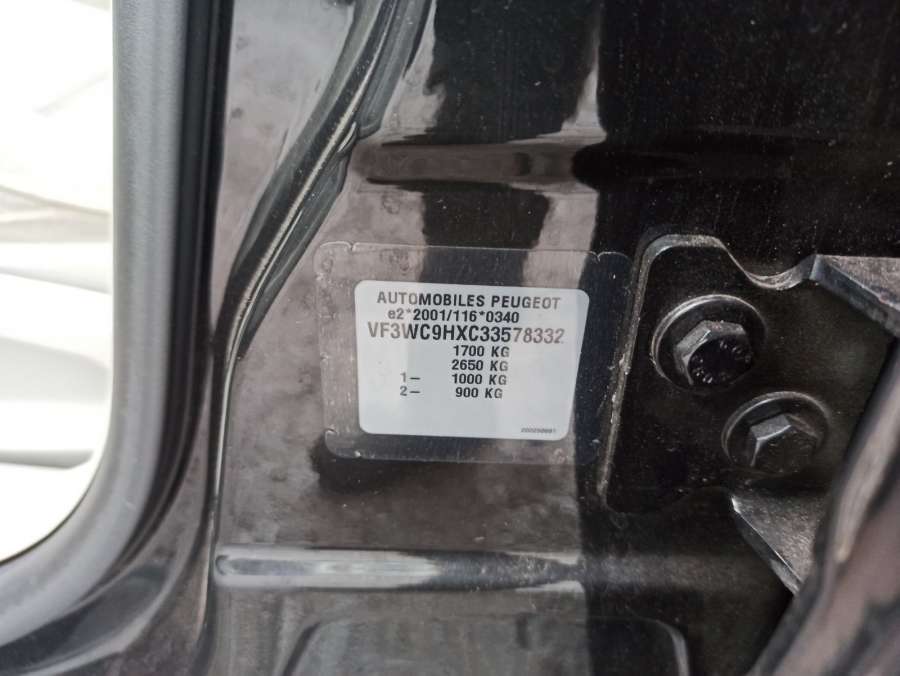 AUTOMOBILES PEUGEOT
e2*2001/116*0340
VF3WC9HXC33578332
1700 KG
2650 KG
1— 1000 KG
2— 900 KG